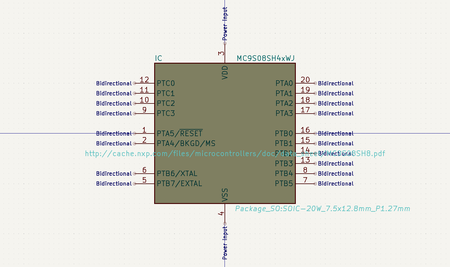 Power Input
3
IC
MC9S08SH4xWJ
VDD
Bidirectional 12 PTC0 PTA0 20 Bidirectional
Bidirectional 11 PTC1 PTA1 19 Bidirectional
Bidirectional 10 PTC2 PTA2 18 Bidirectional
Bidirectional 9 PTC3 PTA3 17 Bidirectional
Bidirectional 1 PTA5/RESET PTB0 16 Bidirectional
Bidirectional 2 PTA4/BKGD/MS PTB1 15 Bidirectional
PTB2 14 Bidirectional
http://cache.nxp.com/files/microcontrollers/doc
PTB3 13 Bidirectional
Bidirectional 6 PTB6/XTAL PTB4 8 Bidirectional
Bidirectional 5 PTB7/EXTAL PTB5 7 Bidirectional
VSS
4
Package_SO:SOIC-20W_7.5x12.8mm_P1.27mm
Power Input